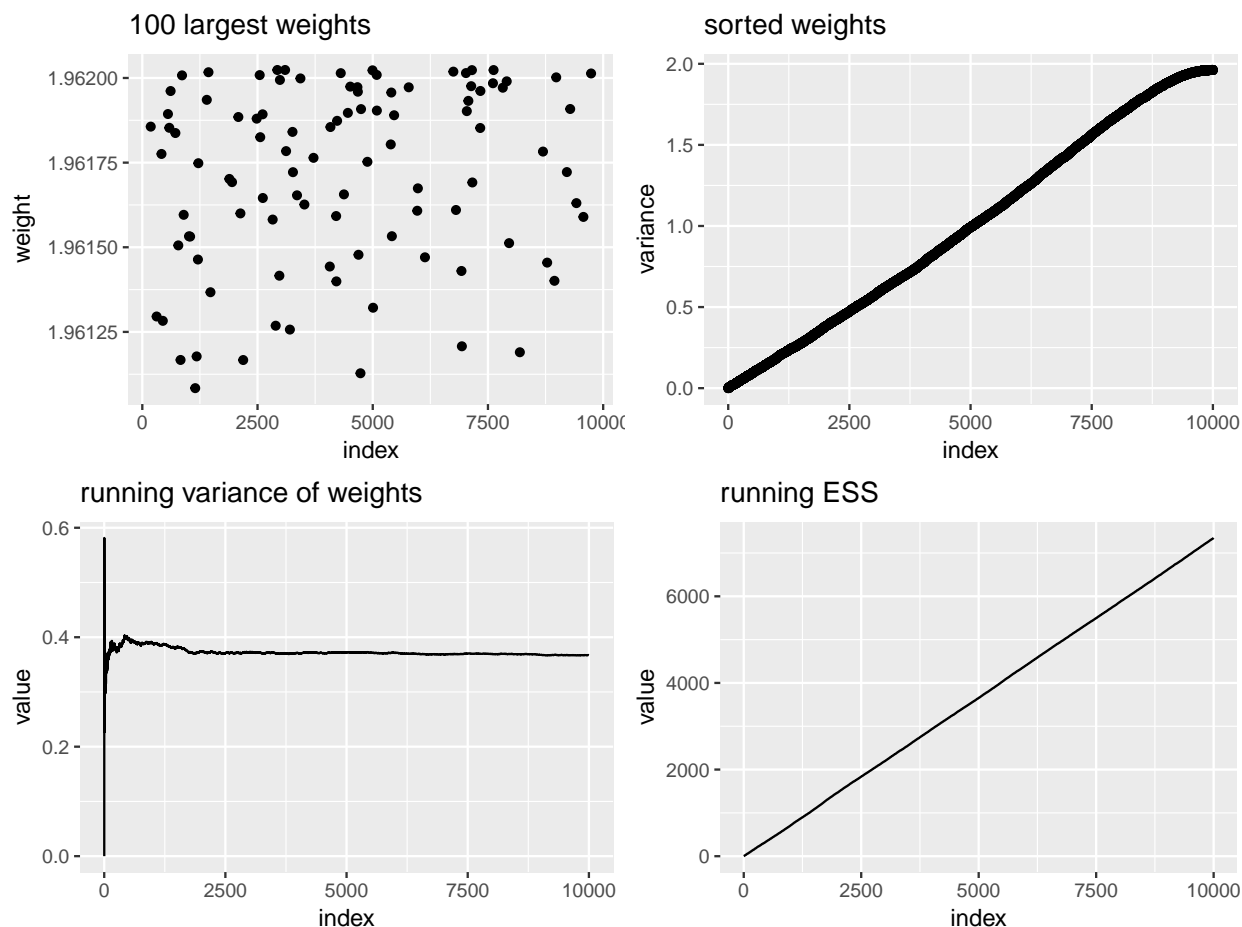 100 largest weights
1.96200
1.96175
1.96150
1.96125
weight
0 2500 5000 7500 10000
index
sorted weights
2.0
1.5
1.0
0.5
0.0
variance
0 2500 5000 7500 10000
index
running variance of weights
0.6
0.4
0.2
0.0
value
0 2500 5000 7500 10000
index
running ESS
6000
4000
2000
0
value
0 2500 5000 7500 10000
index